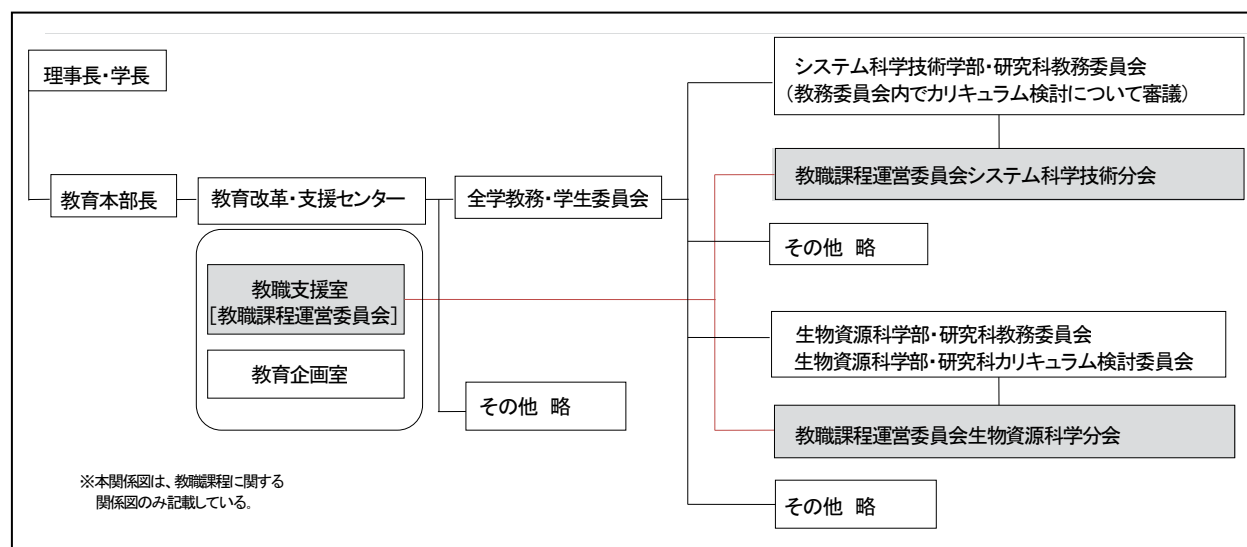 理事長・学長
教育本部長
教育改革・支援センター
教職支援室
[教職課程運営委員会]
教育企画室
全学教務・学生委員会
その他 略
システム科学技術学部・研究科教務委員会
(教務委員会内でカリキュラム検討について審議)
教職課程運営委員会システム科学技術分会
その他 略
生物資源科学部・研究科教務委員会
生物資源科学部・研究科カリキュラム検討委員会
教職課程運営委員会生物資源科学分会
その他 略
※本関係図は、教職課程に関する
関係図のみ記載している。